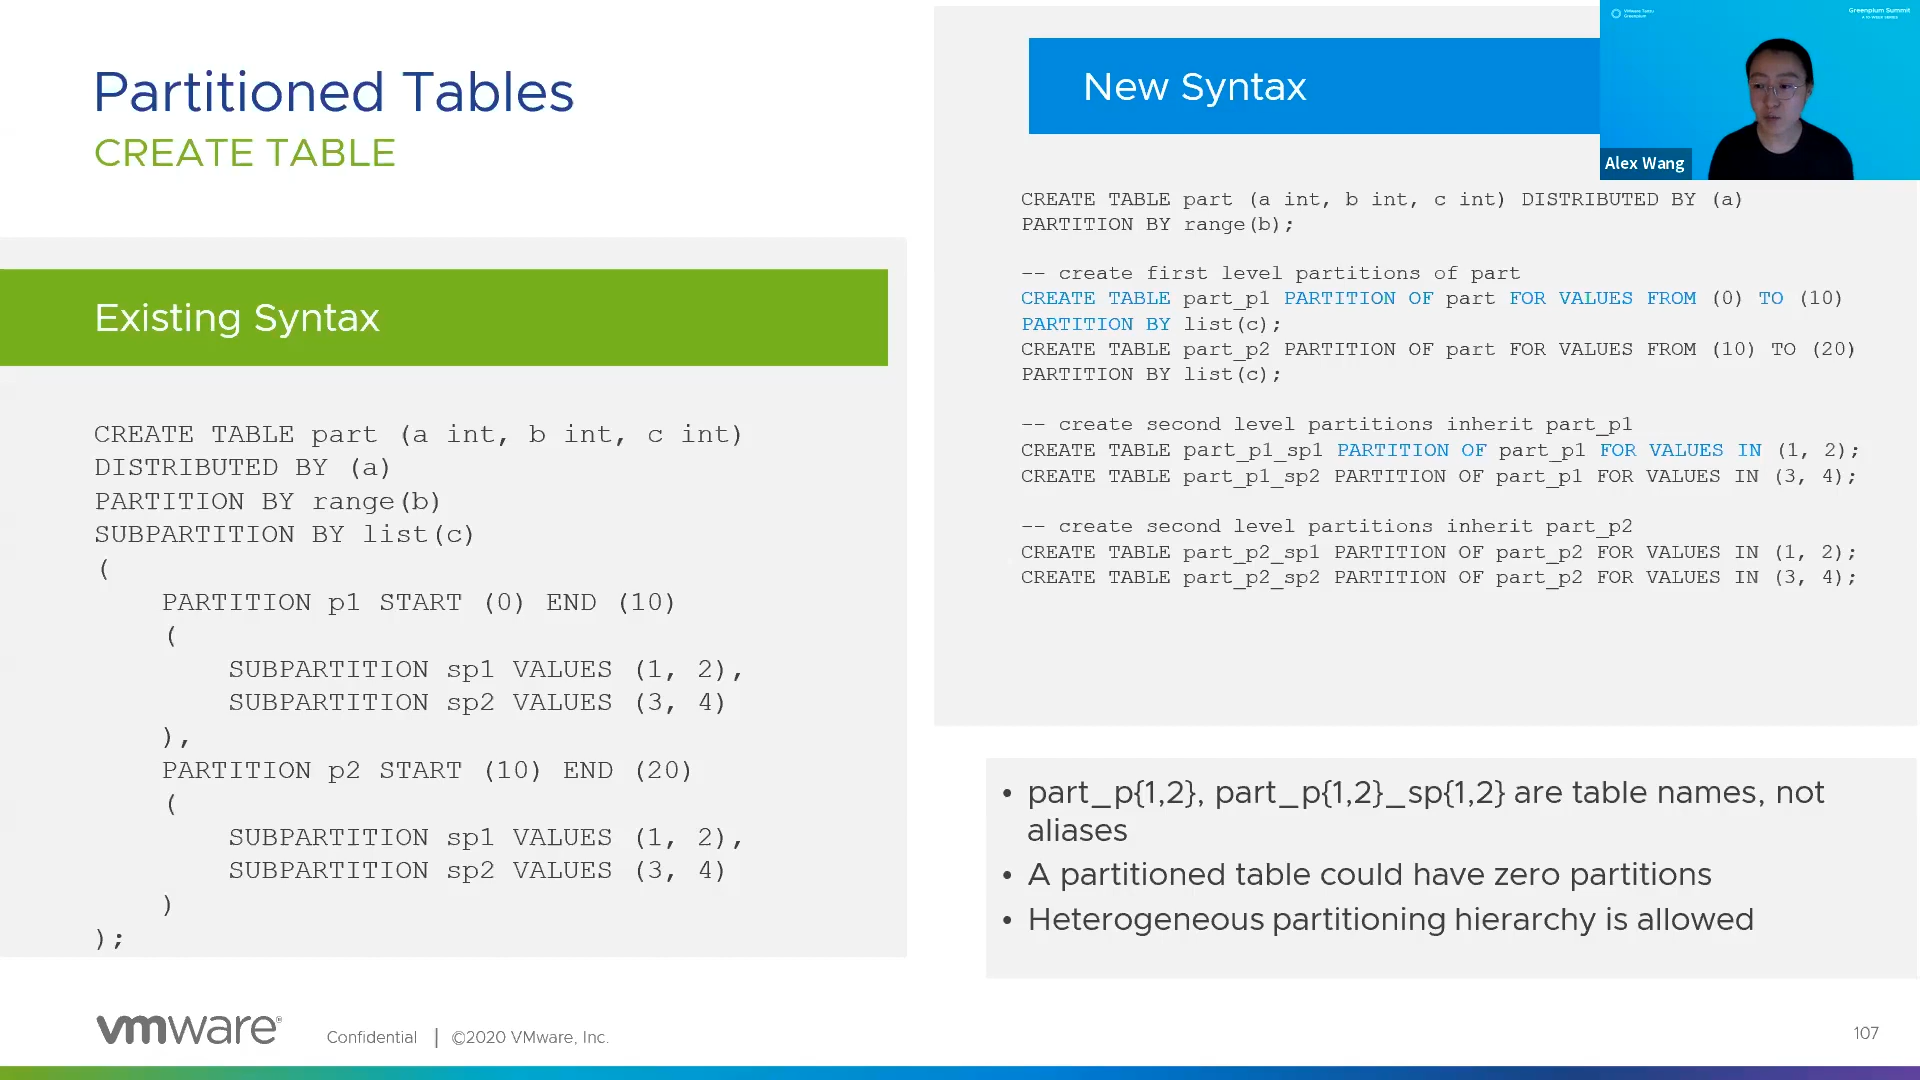 Partitioned Tables
CREATE TABLE
Existing Syntax
CREATE TABLE part (a int, b int, c int)
DISTRIBUTED BY (a)
PARTITION BY range(b)
SUBPARTITION BY list(c)
(
PARTITION p1 START (0) END (10)
(
SUBPARTITION sp1 VALUES (1, 2),
SUBPARTITION sp2 VALUES (3, 4)
),
PARTITION p2 START (10) END (20)
(
SUBPARTITION sp1 VALUES (1, 2),
SUBPARTITION sp2 VALUES (3, 4)
)
);
New Syntax
VMware Tanzu
Greenplum
Greenplum Summit
Alex Wang
CREATE TABLE part (a int, b int, c int) DISTRIBUTED BY (a)
PARTITION BY range(b);
-- create first level partitions of part
CREATE TABLE part_p1 PARTITION OF part FOR VALUES FROM (0) TO (10)
PARTITION BY list(c);
CREATE TABLE part_p2 PARTITION OF part FOR VALUES FROM (10) TO (20)
PARTITION BY list(c);
-- create second level partitions inherit part_p1
CREATE TABLE part_p1_sp1 PARTITION OF part_p1 FOR VALUES IN (1, 2);
CREATE TABLE part_p1_sp2 PARTITION OF part_p1 FOR VALUES IN (3, 4);
-- create second level partitions inherit part_p2
CREATE TABLE part_p2_sp1 PARTITION OF part_p2 FOR VALUES IN (1, 2);
CREATE TABLE part_p2_sp2 PARTITION OF part_p2 FOR VALUES IN (3, 4);
• part_p{1,2}, part_p{1,2}_sp{1,2} are table names, not
aliases
• A partitioned table could have zero partitions
• Heterogeneous partitioning hierarchy is allowed
vmware®
Confidential | ©2020 VMware, Inc.
107